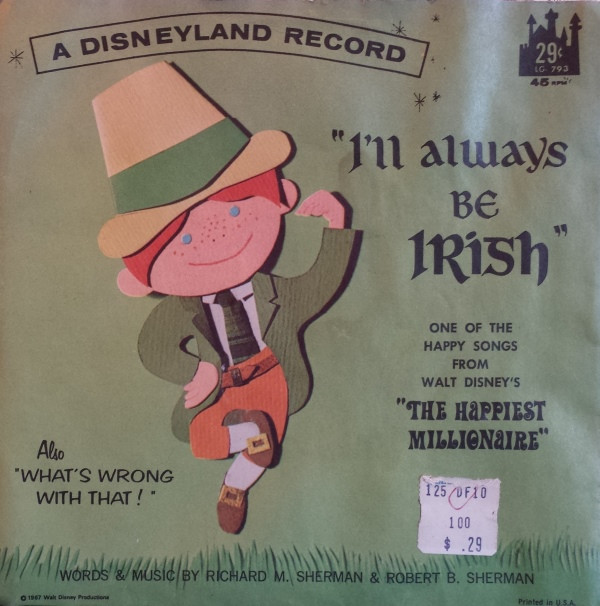 A DISNEYLAND RECORD
29¢
LG-793
45 RPM
"I'll always
BE
IRISH"
ONE OF THE
HAPPY SONGS
FROM
WALT DISNEY'S
"THE HAPPIEST
MILLIONAIRE"
Also
"WHAT'S WRONG
WITH THAT!"
125 DF10
100
$ .29
WORDS & MUSIC BY RICHARD M. SHERMAN & ROBERT B. SHERMAN
© 1967 Walt Disney Productions
Printed in U.S.A.